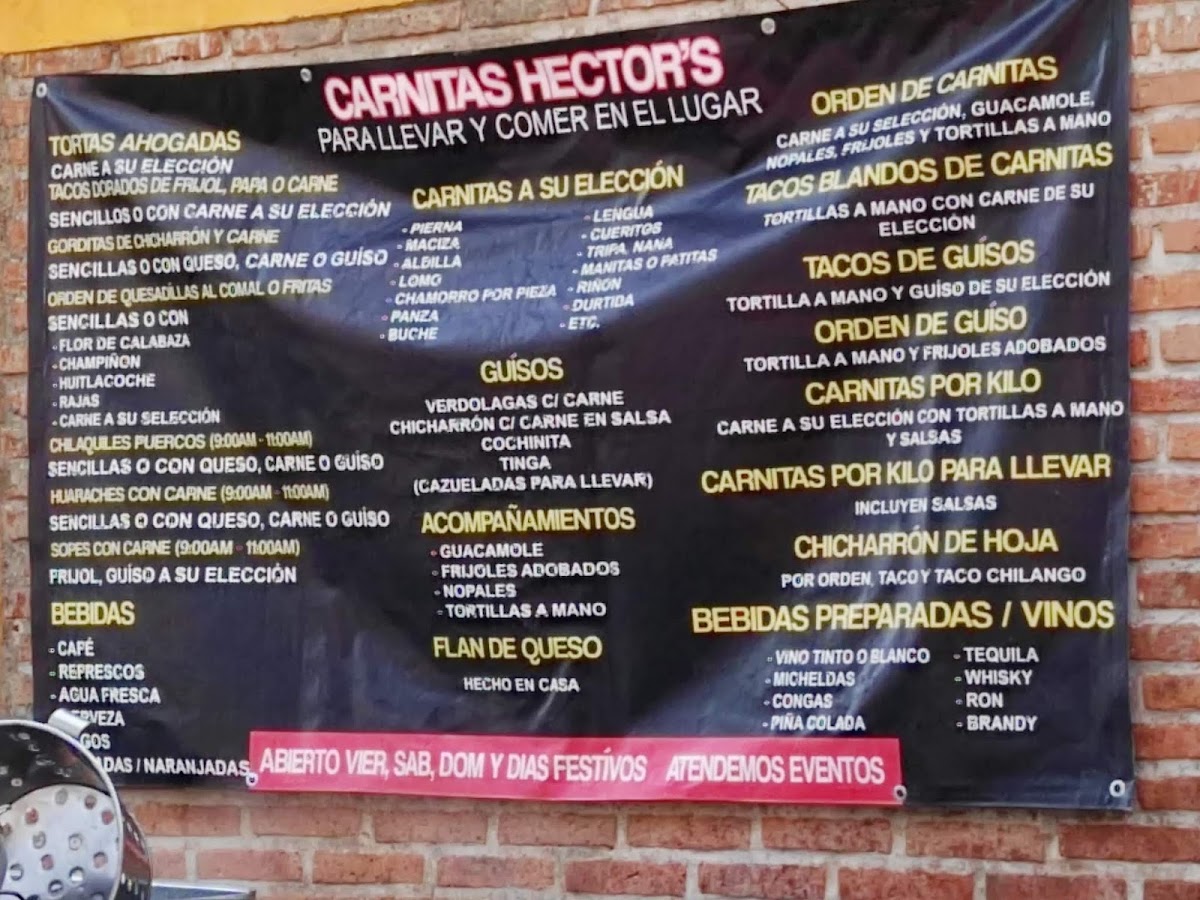 CARNITAS HECTOR'S
PARA LLEVAR Y COMER EN EL LUGAR
TORTAS AHOGADAS
CARNE A SU ELECCIÓN
TACOS DORADOS DE FRIJOL, PAPA O CARNE
SENCILLOS O CON CARNE A SU ELECCIÓN
GORDITAS DE CHICHARRÓN Y CARNE
SENCILLAS O CON QUESO, CARNE O GUÍSO
ORDEN DE QUESADÍLLAS AL COMAL O FRITAS
SENCILLAS O CON
- FLOR DE CALABAZA
- CHAMPIÑON
- HUITLACOCHE
- RAJAS
- CARNE A SU SELECCIÓN
CHILAQUILES PUERCOS (9:00AM - 11:00AM)
SENCILLAS O CON QUESO, CARNE O GUÍSO
HUARACHES CON CARNE (9:00AM - 11:00AM)
SENCILLAS O CON QUESO, CARNE O GUÍSO
SOPES CON CARNE (9:00AM - 11:00AM)
FRIJOL, GUÍSO A SU ELECCIÓN
BEBIDAS
- CAFÉ
- REFRESCOS
- AGUA FRESCA
ERVEZA
GOS
ADAS / NARANJADAS
CARNITAS A SU ELECCIÓN
- PIERNA
- MACIZA
- ALDILLA
- LOMO
- CHAMORRO POR PIEZA
- PANZA
- BUCHE
- LENGUA
- CUERITOS
- TRIPA, NANA
- MANITAS O PATITAS
- RIÑON
- DURTIDA
- ETC.
GUÍSOS
VERDOLAGAS C/ CARNE
CHICHARRÓN C/ CARNE EN SALSA
COCHINITA
TINGA
(CAZUELADAS PARA LLEVAR)
ACOMPAÑAMIENTOS
- GUACAMOLE
- FRIJOLES ADOBADOS
- NOPALES
- TORTILLAS A MANO
FLAN DE QUESO
HECHO EN CASA
ORDEN DE CARNITAS
CARNE A SU SELECCIÓN, GUACAMOLE,
NOPALES, FRIJOLES Y TORTILLAS A MANO
TACOS BLANDOS DE CARNITAS
TORTILLAS A MANO CON CARNE DE SU
ELECCIÓN
TACOS DE GUÍSOS
TORTILLA A MANO Y GUÍSO DE SU ELECCIÓN
ORDEN DE GUÍSO
TORTILLA A MANO Y FRIJOLES ADOBADOS
CARNITAS POR KILO
CARNE A SU ELECCIÓN CON TORTILLAS A MANO
Y SALSAS
CARNITAS POR KILO PARA LLEVAR
INCLUYEN SALSAS
CHICHARRÓN DE HOJA
POR ORDEN, TACO Y TACO CHILANGO
BEBIDAS PREPARADAS / VINOS
- VINO TINTO O BLANCO
- MICHELDAS
- CONGAS
- PIÑA COLADA
- TEQUILA
- WHISKY
- RON
- BRANDY
ABIERTO VIER, SAB, DOM Y DIAS FESTÍVOS ATENDEMOS EVENTOS